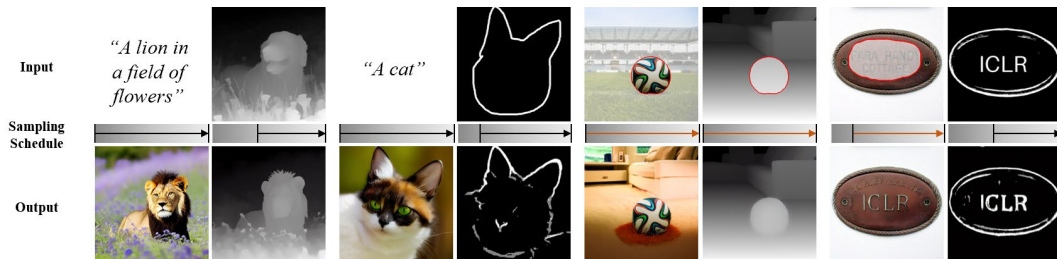 Input
“A lion in
a field of
flowers”
“A cat”
ICLR
Sampling
Schedule
Output
ICLR
ICLR